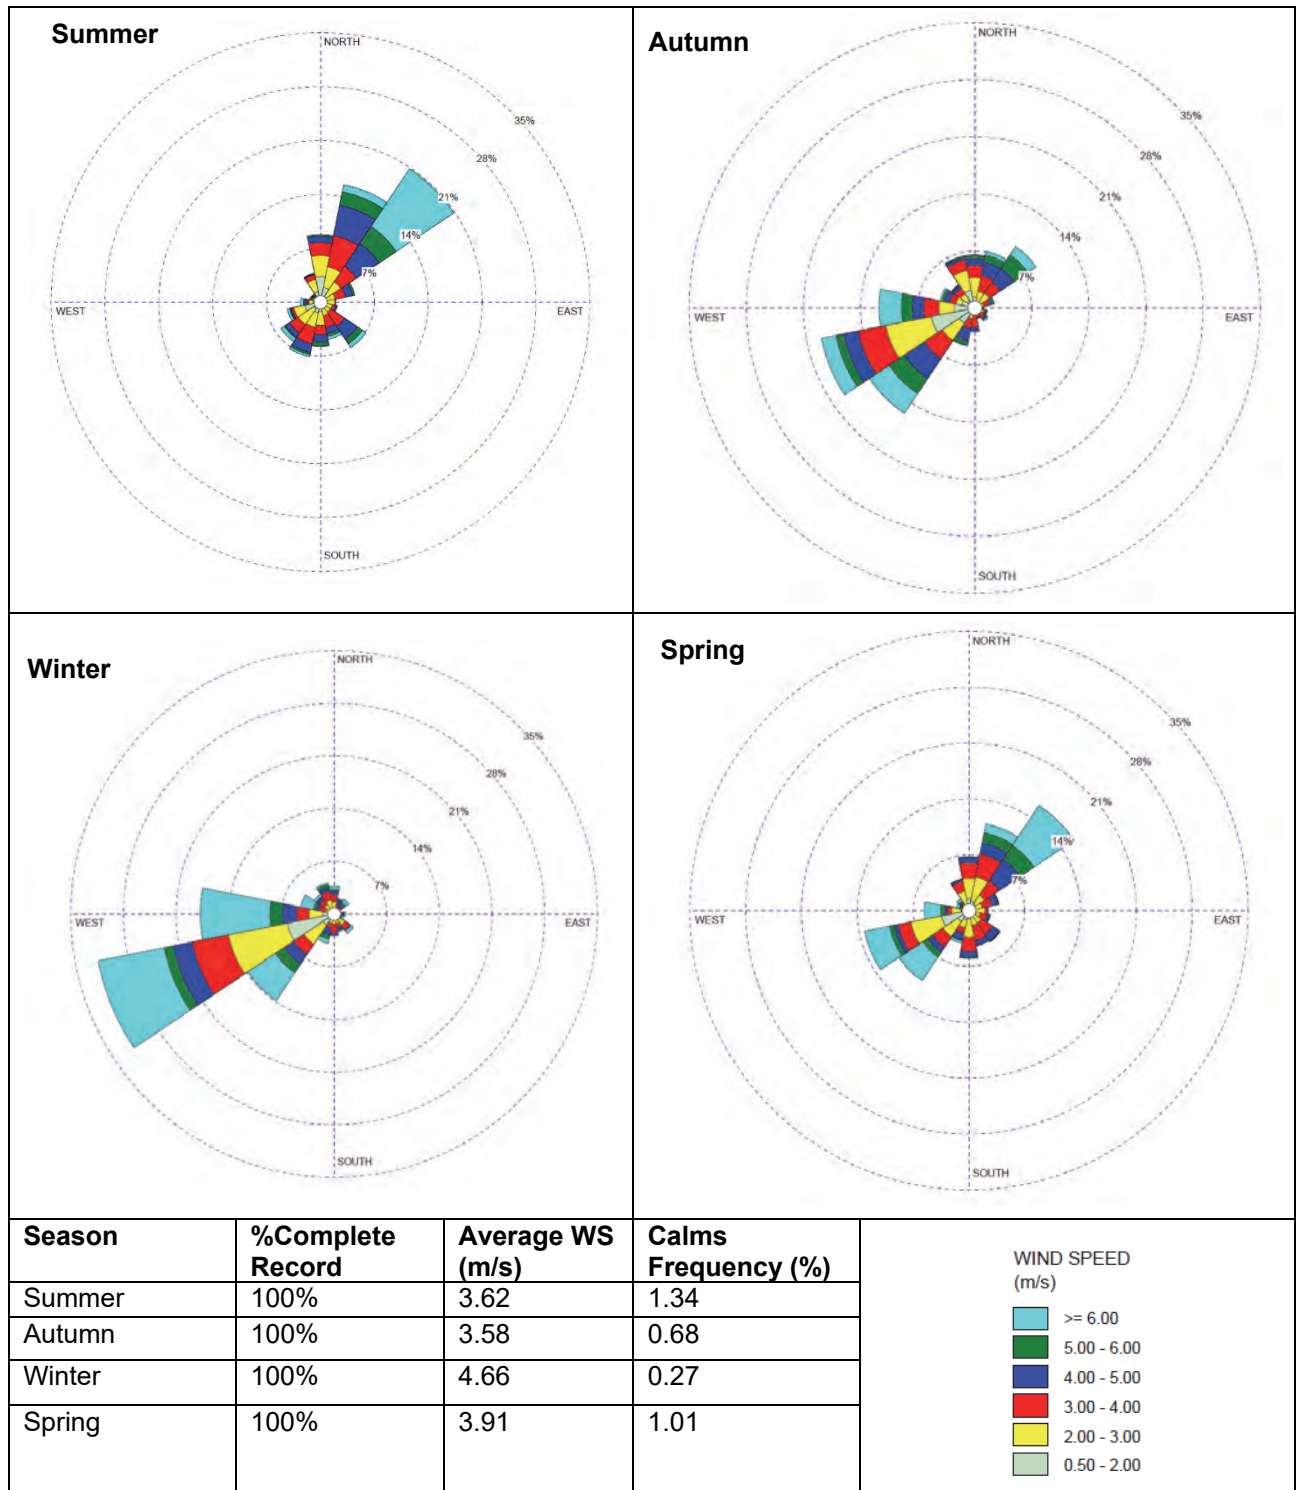 Summer
NORTH
35%
28%
21%
14%
7%
WEST
EAST
SOUTH
Autumn
NORTH
35%
28%
21%
14%
7%
WEST
EAST
SOUTH
Winter
NORTH
35%
28%
21%
14%
7%
WEST
EAST
SOUTH
Spring
NORTH
35%
28%
21%
14%
7%
WEST
EAST
SOUTH
Season %Complete Record Average WS (m/s) Calms Frequency (%)
Summer 100% 3.62 1.34
Autumn 100% 3.58 0.68
Winter 100% 4.66 0.27
Spring 100% 3.91 1.01
WIND SPEED
(m/s)
>= 6.00
5.00 - 6.00
4.00 - 5.00
3.00 - 4.00
2.00 - 3.00
0.50 - 2.00